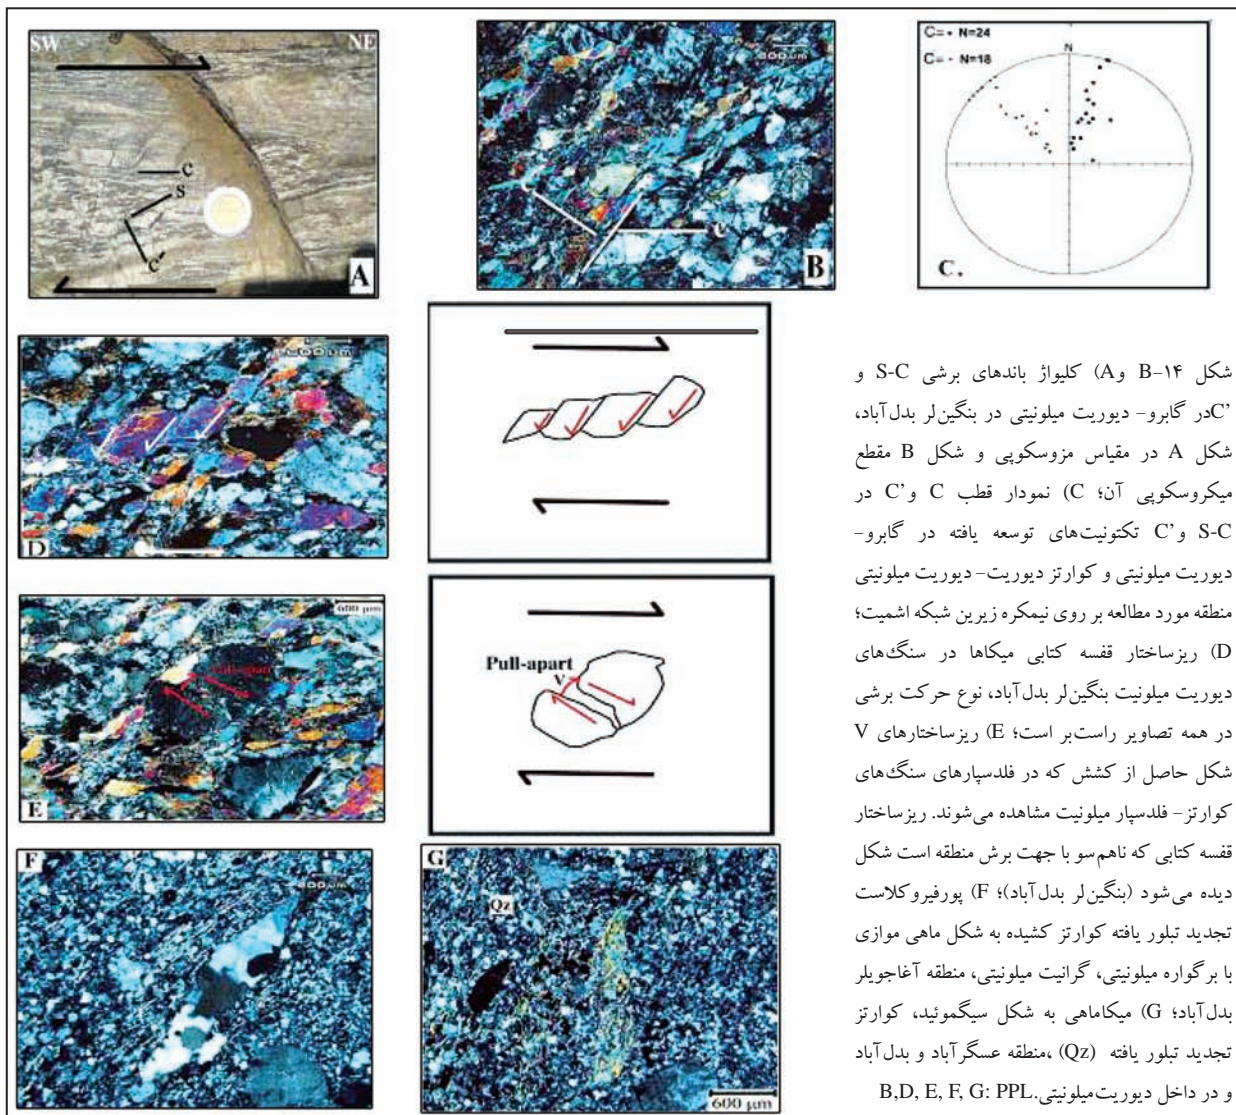 SW
NE
C
S
C'
A
B
C= • N=24
C= • N=18
N
C
D
Pull-apart
V
600 µm
E
Pull-apart
F
G
Qz
600 µm
شکل ۱۴-B وA) کلیواژ باندهای برشی S-C و
C’در گابرو- دیوریت میلونیتی در بنگین‌لر بدل‌آباد،
شکل A در مقیاس مزوسکوپی و شکل B مقطع
میکروسکوپی آن؛ C) نمودار قطب C و’C در
S-C و’C تکتونیت‌های توسعه یافته در گابرو-
دیوریت میلونیتی و کوارتز دیوریت- دیوریت میلونیتی
منطقه مورد مطالعه بر روی نیمکره زیرین شبکه اشمیت؛
D) ریزساختار قفسه کتابی میکاها در سنگ‌های
دیوریت میلونیت بنگین‌لر بدل‌آباد، نوع حرکت برشی
در همه تصاویر راست‌بر است؛ E) ریزساختارهای V
شکل حاصل از کشش که در فلدسپارهای سنگ‌های
کوارتز- فلدسپار میلونیت مشاهده می‌شوند. ریزساختار
قفسه کتابی که ناهم‌سو با جهت برش منطقه است شکل
دیده می‌شود (بنگین‌لر بدل‌آباد)؛ F) پورفیروکلاست
تجدید تبلور یافته کوارتز کشیده به شکل ماهی موازی
با برگواره میلونیتی، گرانیت میلونیتی، منطقه آغاجویلر
بدل‌آباد؛ G) میکاماهی به شکل سیگموئید، کوارتز
تجدید تبلور یافته (Qz) ،منطقه عسگرآباد و بدل‌آباد
و در داخل دیوریت‌میلونیتی.B,D, E, F, G: PPL